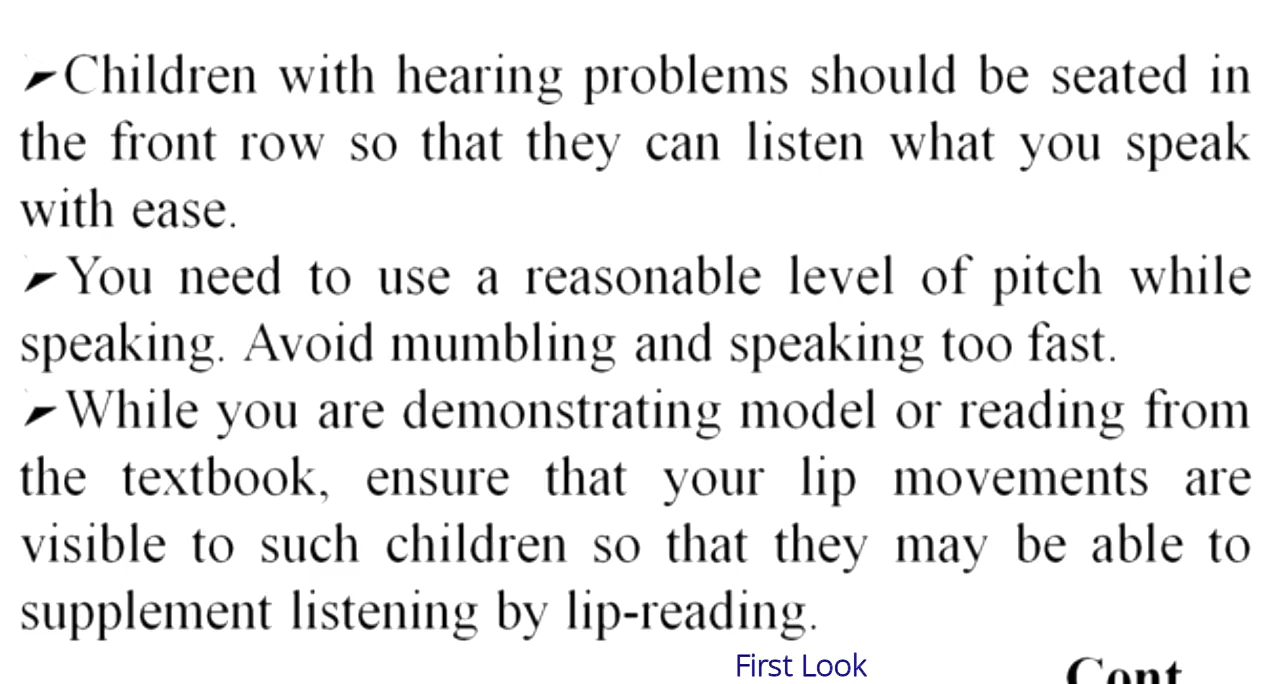 ➤Children with hearing problems should be seated in
the front row so that they can listen what you speak
with ease.
➤You need to use a reasonable level of pitch while
speaking. Avoid mumbling and speaking too fast.
➤While you are demonstrating model or reading from
the textbook, ensure that your lip movements are
visible to such children so that they may be able to
supplement listening by lip-reading.
First Look
Cont